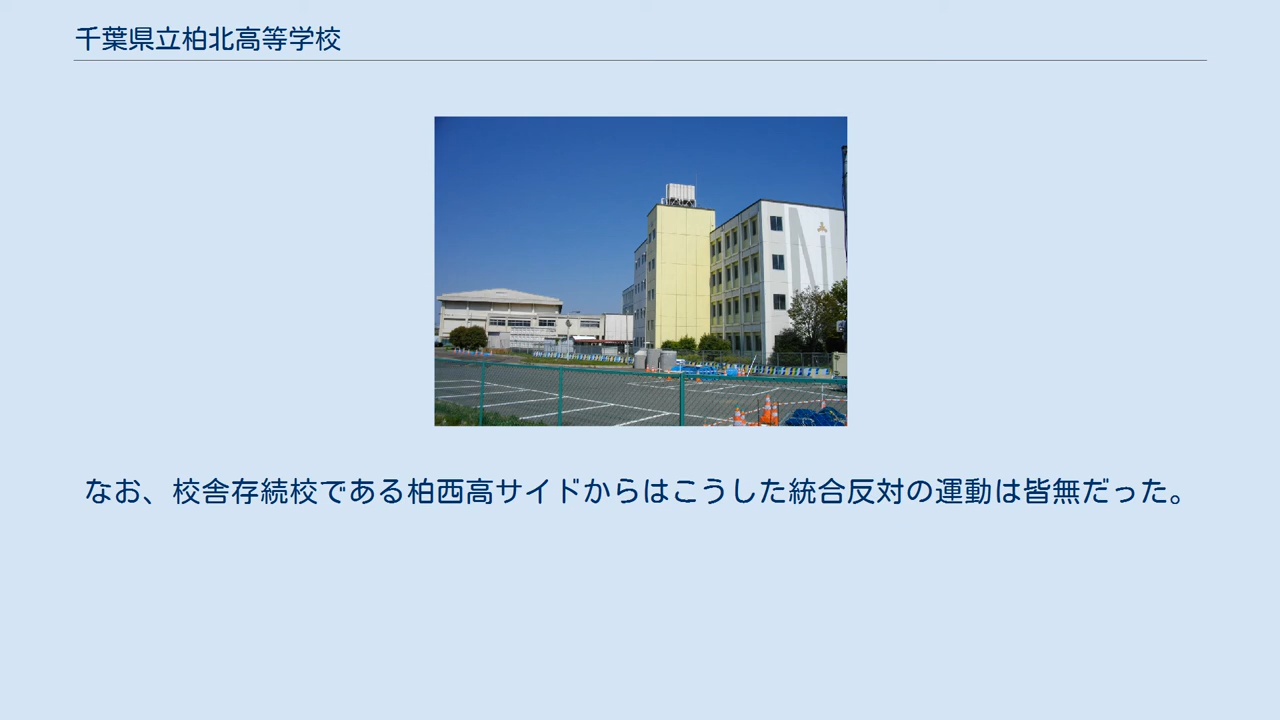 千葉県立柏北高等学校
N
なお、校舎存続校である柏西高サイドからはこうした統合反対の運動は皆無だった。